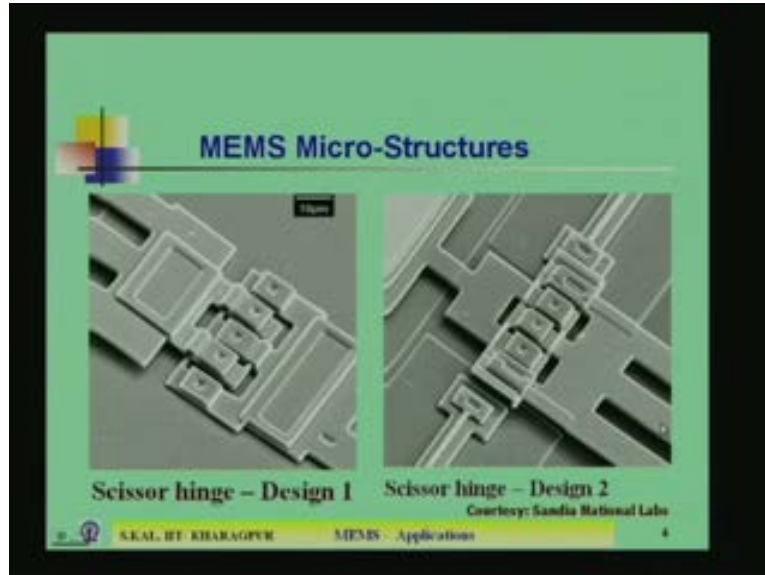 MEMS Micro-Structures
10µm
Scissor hinge – Design 1
Scissor hinge – Design 2
Courtesy: Sandia National Labs
S.KAL, IIT- KHARAGPUR
MEMS - Applications
4